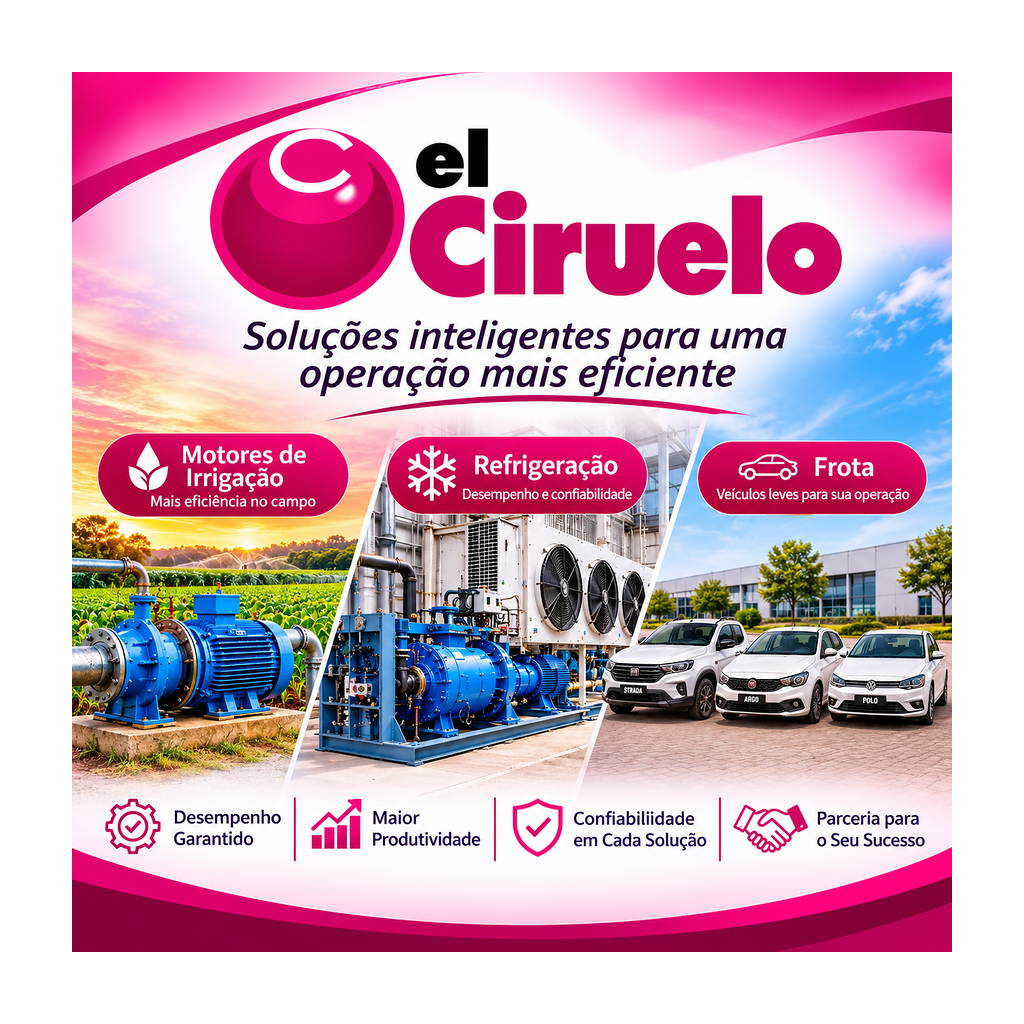 C
el
Ciruelo
Soluções inteligentes para uma
operação mais eficiente
Motores de
Irrigação
Mais eficiência no campo
Refrigeração
Desempenho e confiabilidade
Frota
Veículos leves para sua operação
STRADA
ARGO
POLO
Desempenho
Garantido
Maior
Produtividade
Confiabiliidade
em Cada Solução
Parceria para
o Seu Sucesso